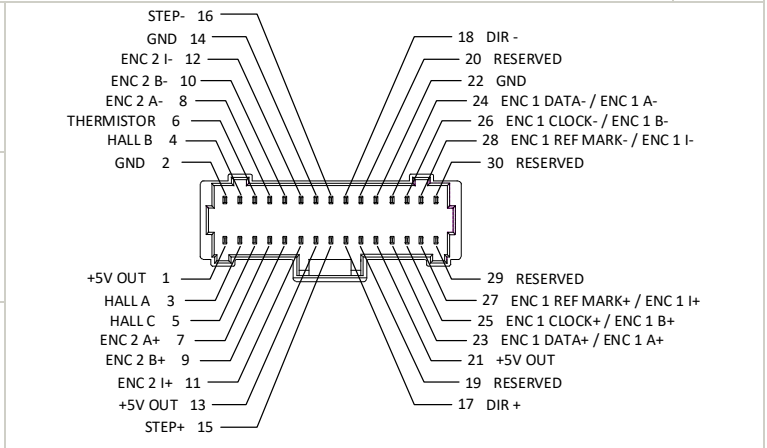 STEP- 16
GND 14
ENC 2 I- 12
ENC 2 B- 10
ENC 2 A- 8
THERMISTOR 6
HALL B 4
GND 2
18 DIR -
20 RESERVED
22 GND
24 ENC 1 DATA- / ENC 1 A-
26 ENC 1 CLOCK- / ENC 1 B-
28 ENC 1 REF MARK- / ENC 1 I-
30 RESERVED
+5V OUT 1
HALL A 3
HALL C 5
ENC 2 A+ 7
ENC 2 B+ 9
ENC 2 I+ 11
+5V OUT 13
STEP+ 15
29 RESERVED
27 ENC 1 REF MARK+ / ENC 1 I+
25 ENC 1 CLOCK+ / ENC 1 B+
23 ENC 1 DATA+ / ENC 1 A+
21 +5V OUT
19 RESERVED
17 DIR +